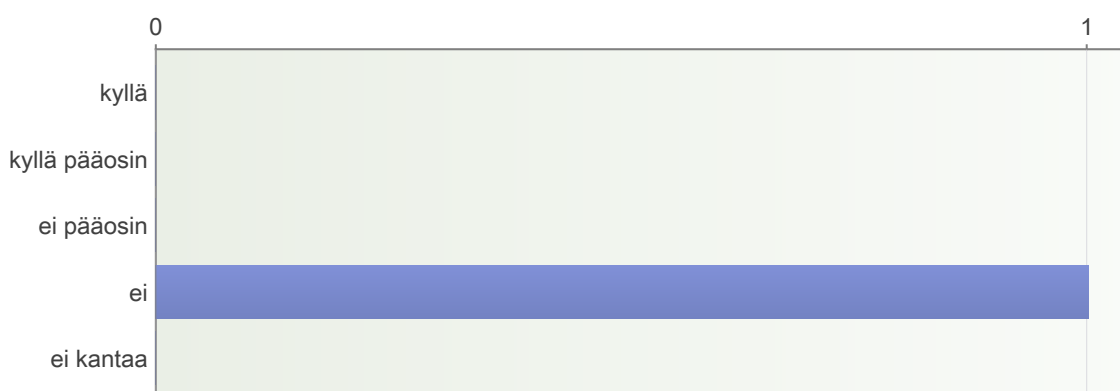 0 1
kyllä
kyllä pääosin
ei pääosin
ei
ei kantaa